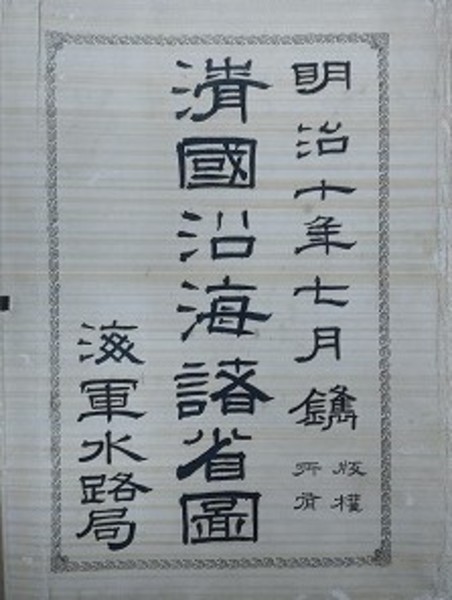 明治十年七月鐫
版權
所有
清國沿海諸省圖
海軍水路局